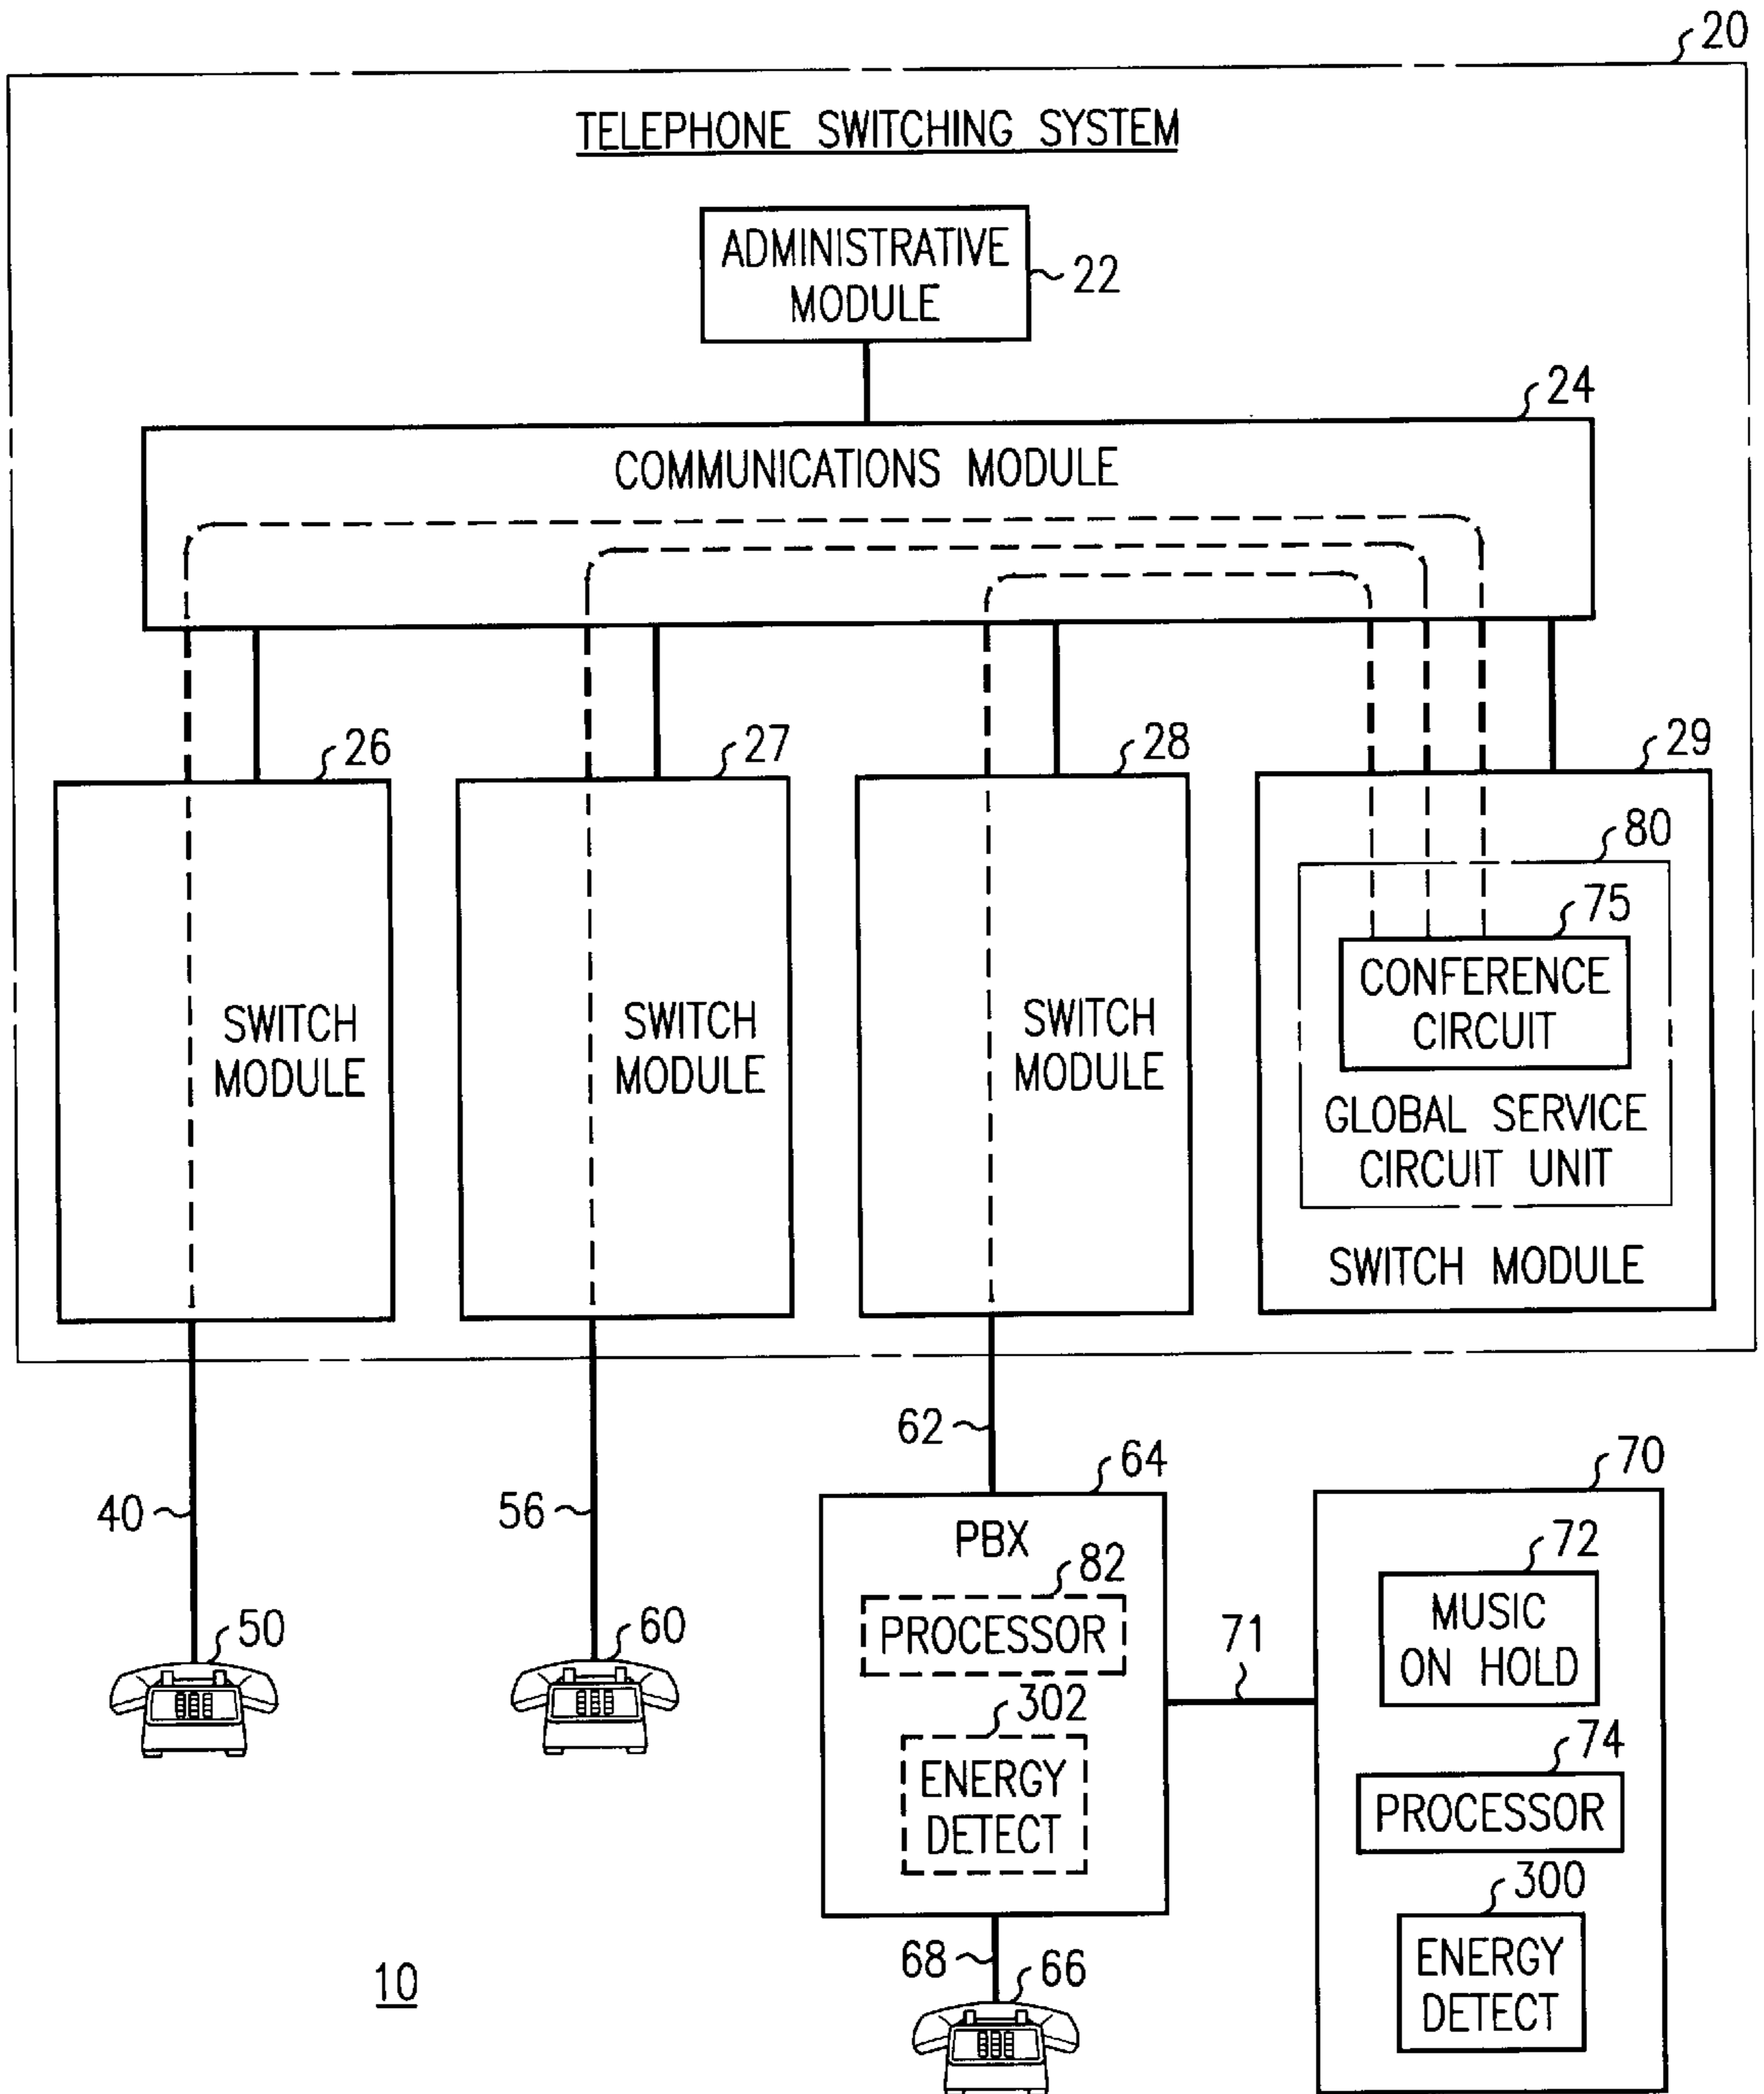 20
TELEPHONE SWITCHING SYSTEM
ADMINISTRATIVE
MODULE
22
24
COMMUNICATIONS MODULE
26
27
28
29
80
75
CONFERENCE
CIRCUIT
SWITCH
MODULE
SWITCH
MODULE
SWITCH
MODULE
GLOBAL SERVICE
CIRCUIT UNIT
SWITCH MODULE
62
64
70
40
56
PBX
72
82
MUSIC
ON HOLD
PROCESSOR
71
50
60
302
74
ENERGY
DETECT
PROCESSOR
300
68
66
ENERGY
DETECT
10